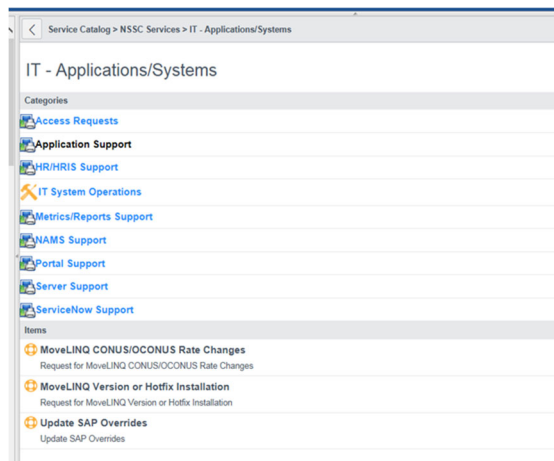 Service Catalog > NSSC Services > IT - Applications/Systems
IT - Applications/Systems
Categories
Access Requests
Application Support
HR/HRIS Support
IT System Operations
Metrics/Reports Support
NAMS Support
Portal Support
Server Support
ServiceNow Support
Items
MoveLINQ CONUS/OCONUS Rate Changes
Request for MoveLINQ CONUS/OCONUS Rate Changes
MoveLINQ Version or Hotfix Installation
Request for MoveLINQ Version or Hotfix Installation
Update SAP Overrides
Update SAP Overrides